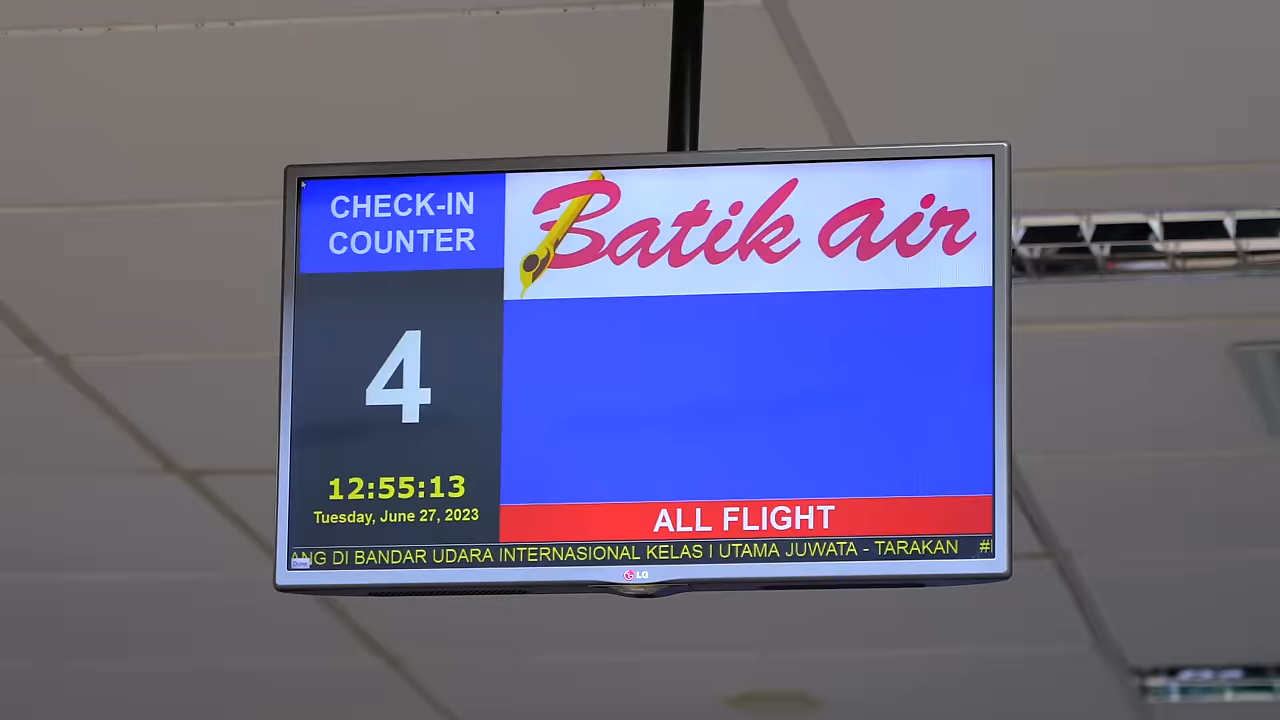 CHECK-IN
COUNTER
Batik air
4
12:55:13
Tuesday, June 27, 2023
ALL FLIGHT
ANG DI BANDAR UDARA INTERNASIONAL KELAS I UTAMA JUWATA - TARAKAN #
Done
LG